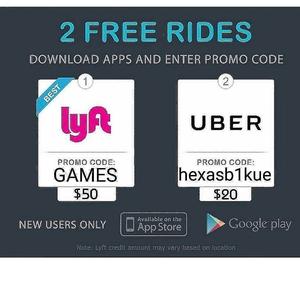 2 FREE RIDES
DOWNLOAD APPS AND ENTER PROMO CODE
1
BEST
lyft
PROMO CODE:
GAMES
$50
2
UBER
PROMO CODE:
hexasb1kue
$20
NEW USERS ONLY
Available on the
App Store
Google play
Note: Lyft credit amount may vary based on location